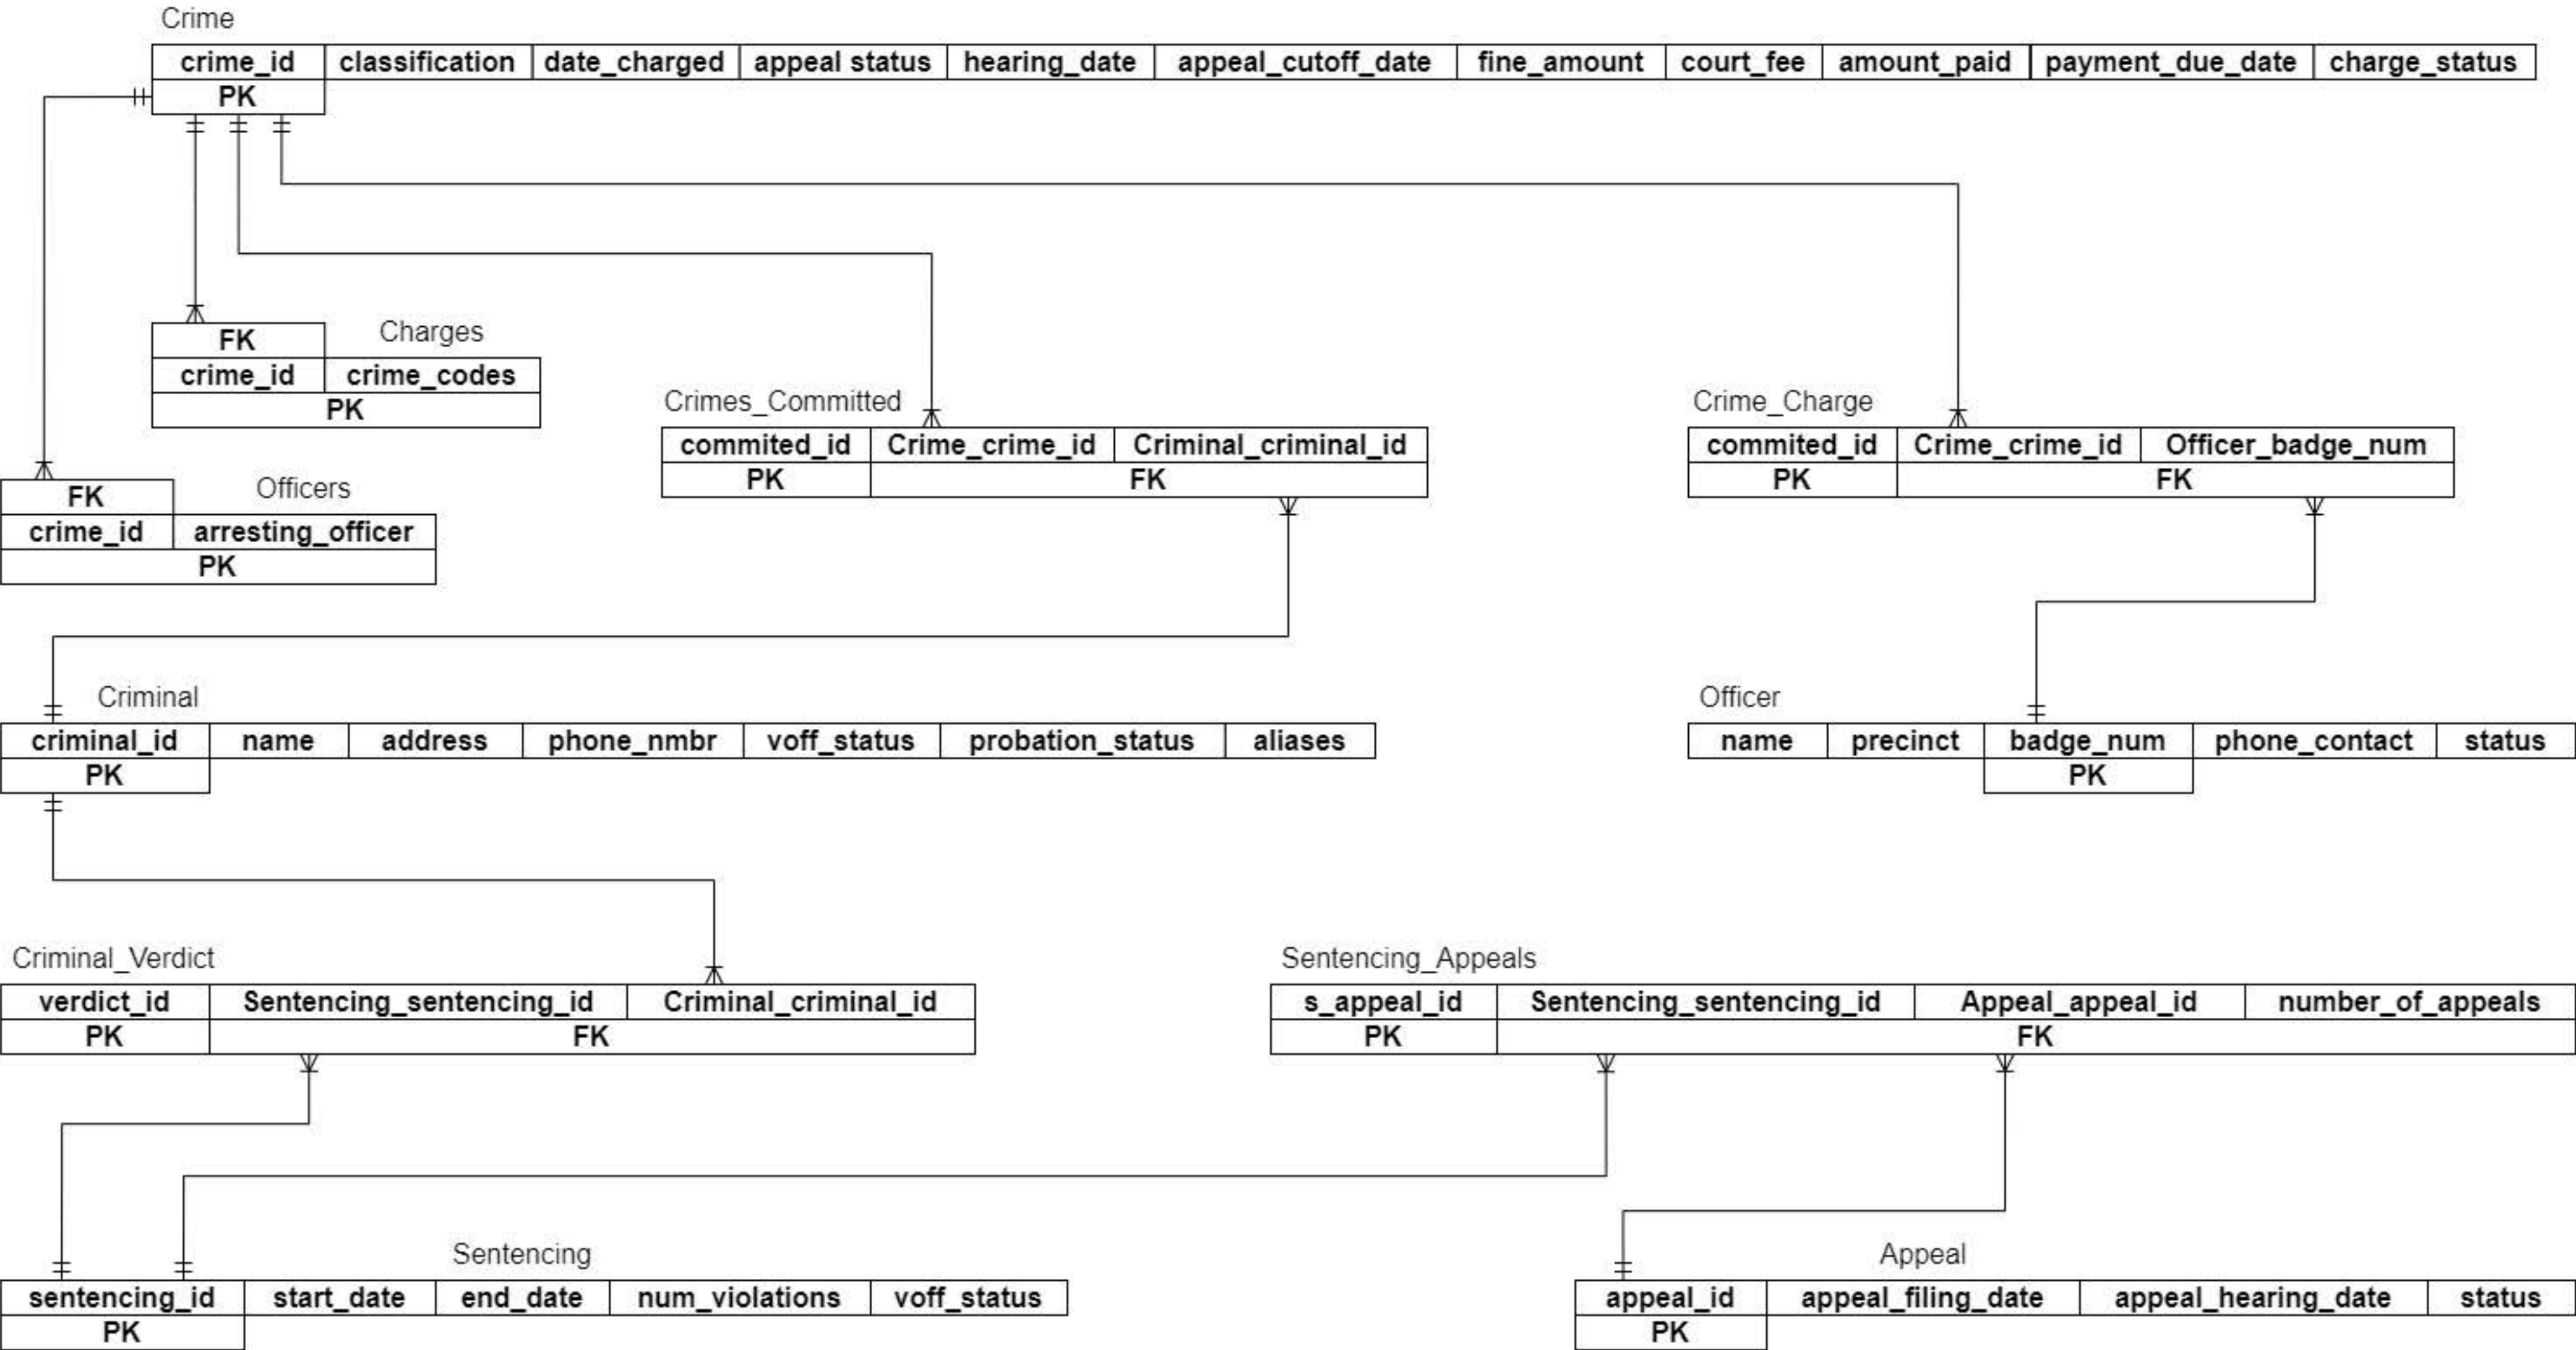 Crime
crime_id classification date_charged appeal status hearing_date appeal_cutoff_date fine_amount court_fee amount_paid payment_due_date charge_status
PK
FK Charges
crime_id crime_codes
PK
Crimes_Committed
commited_id Crime_crime_id Criminal_criminal_id
PK FK
Crime_Charge
commited_id Crime_crime_id Officer_badge_num
PK FK
FK Officers
crime_id arresting_officer
PK
Criminal
criminal_id name address phone_nmbr voff_status probation_status aliases
PK
Officer
name precinct badge_num phone_contact status
PK
Criminal_Verdict
verdict_id Sentencing_sentencing_id Criminal_criminal_id
PK FK
Sentencing_Appeals
s_appeal_id Sentencing_sentencing_id Appeal_appeal_id number_of_appeals
PK FK
Sentencing
sentencing_id start_date end_date num_violations voff_status
PK
Appeal
appeal_id appeal_filing_date appeal_hearing_date status
PK